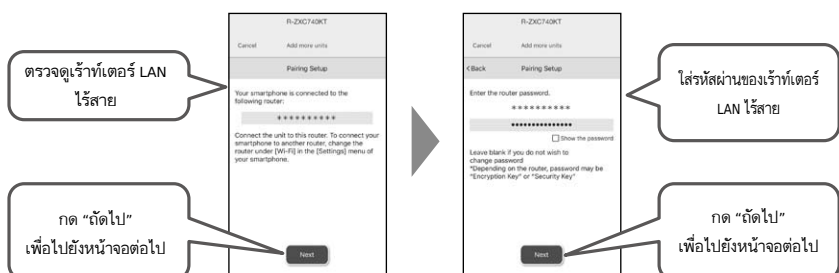 ตรวจดูเร้าท์เตอร์ LAN
ไร้สาย
กด “ถัดไป”
เพื่อไปยังหน้าจอต่อไป
R-ZXC740KT
Cancel Add more units
Pairing Setup
Your smartphone is connected to the
following router:
**********
Connect the unit to this router. To connect your
smartphone to another router, change the
router under [Wi-Fi] in the [Settings] menu of
your smartphone.
Next
R-ZXC740KT
Cancel Add more units
<Back Pairing Setup
Enter the router password.
**********
•••••••••••••••
Show the password
Leave blank if you do not wish to
change password
*Depending on the router, password may be
"Encryption Key" or "Security Key"
Next
ใส่รหัสผ่านของเร้าท์เตอร์
LAN ไร้สาย
กด “ถัดไป”
เพื่อไปยังหน้าจอต่อไป